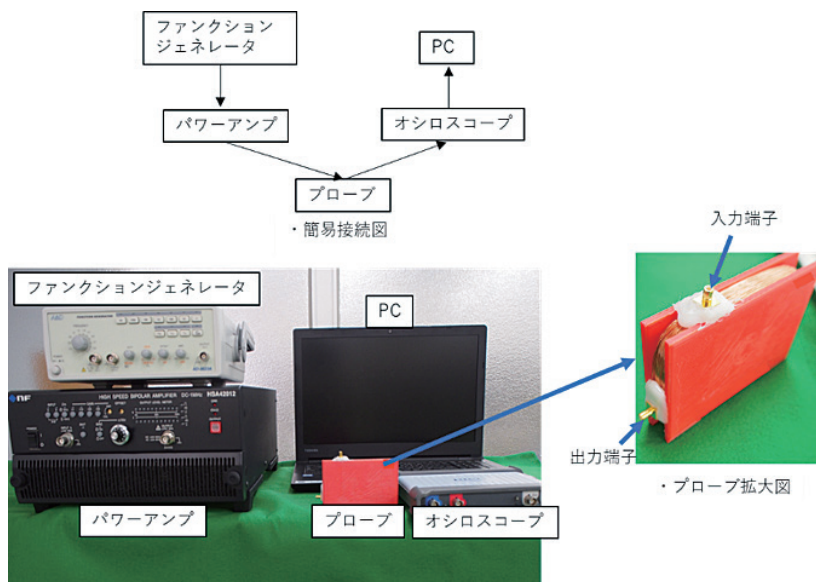 ファンクション
ジェネレータ
PC
パワーアンプ
オシロスコープ
プローブ
・簡易接続図
入力端子
ファンクションジェネレータ
PC
nF
HIGH SPEED BIPOLAR AMPLIFIER DC-1MHz HSA42012
出力端子
パワーアンプ
プローブ
オシロスコープ
・プローブ拡大図